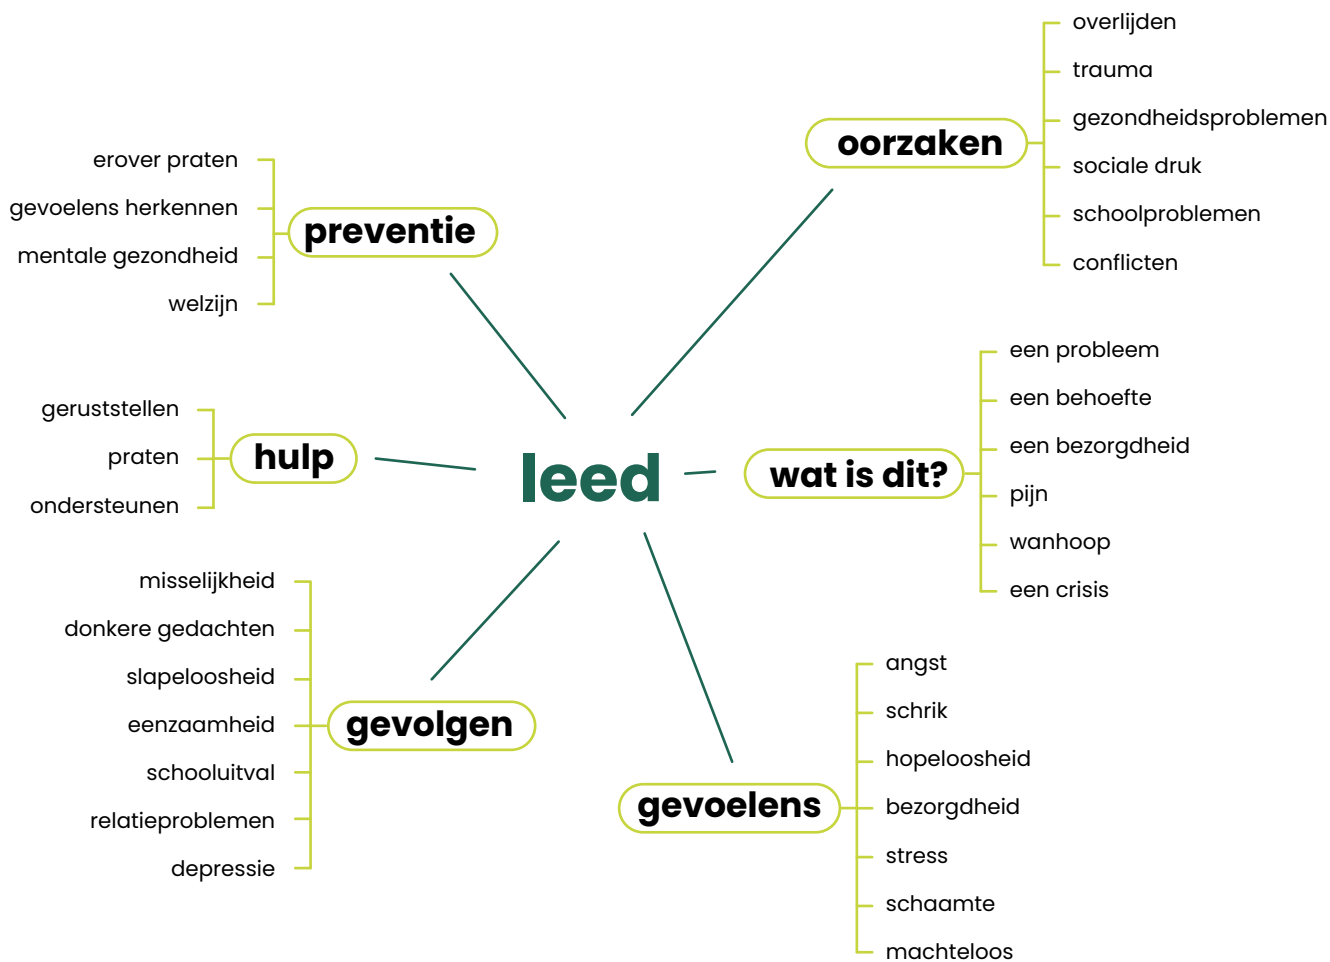 leed
oorzaken
overlijden
trauma
gezondheidsproblemen
sociale druk
schoolproblemen
conflicten
wat is dit?
een probleem
een behoefte
een bezorgdheid
pijn
wanhoop
een crisis
gevoelens
angst
schrik
hopeloosheid
bezorgdheid
stress
schaamte
machteloos
gevolgen
misselijkheid
donkere gedachten
slapeloosheid
eenzaamheid
schooluitval
relatieproblemen
depressie
hulp
geruststellen
praten
ondersteunen
preventie
erover praten
gevoelens herkennen
mentale gezondheid
welzijn